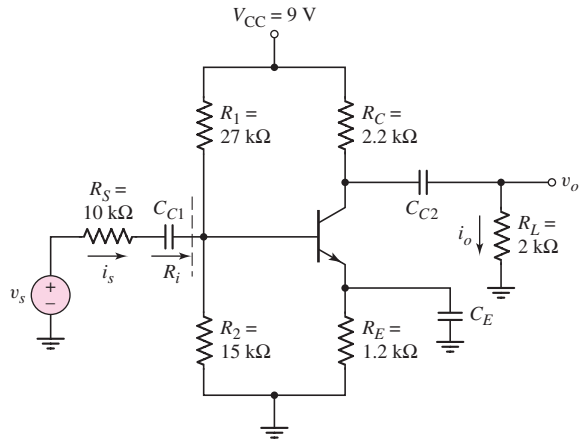 V_CC = 9 V
R_1 =
27 kΩ
R_C =
2.2 kΩ
R_S =
10 kΩ
C_C1
v_o
C_C2
i_o
R_L =
2 kΩ
i_s
R_i
v_s
+
−
C_E
R_2 =
15 kΩ
R_E =
1.2 kΩ